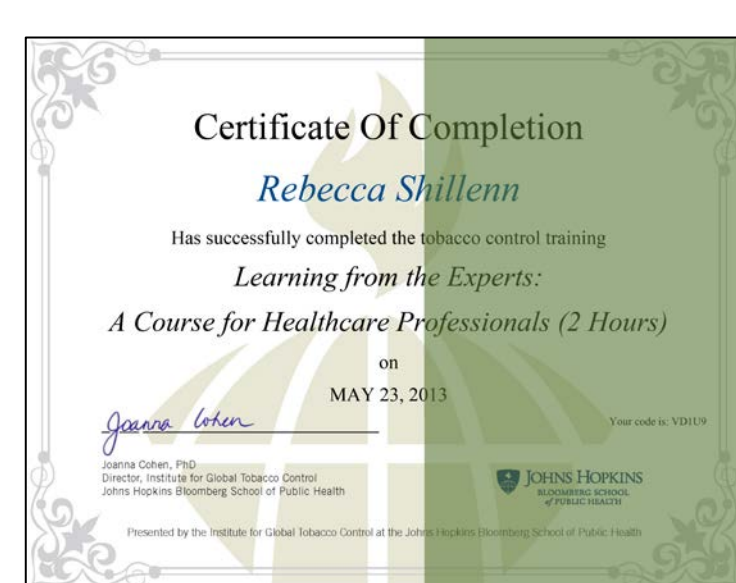 Certificate Of Completion
Rebecca Shillenn
Has successfully completed the tobacco control training
Learning from the Experts:
A Course for Healthcare Professionals (2 Hours)
on
MAY 23, 2013
Joanna Cohen
Your code is: VD1U9
Joanna Cohen, PhD
Director, Institute for Global Tobacco Control
Johns Hopkins Bloomberg School of Public Health
JOHNS HOPKINS
BLOOMBERG SCHOOL
of PUBLIC HEALTH
Presented by the Institute for Global Tobacco Control at the Johns Hopkins Bloomberg School of Public Health